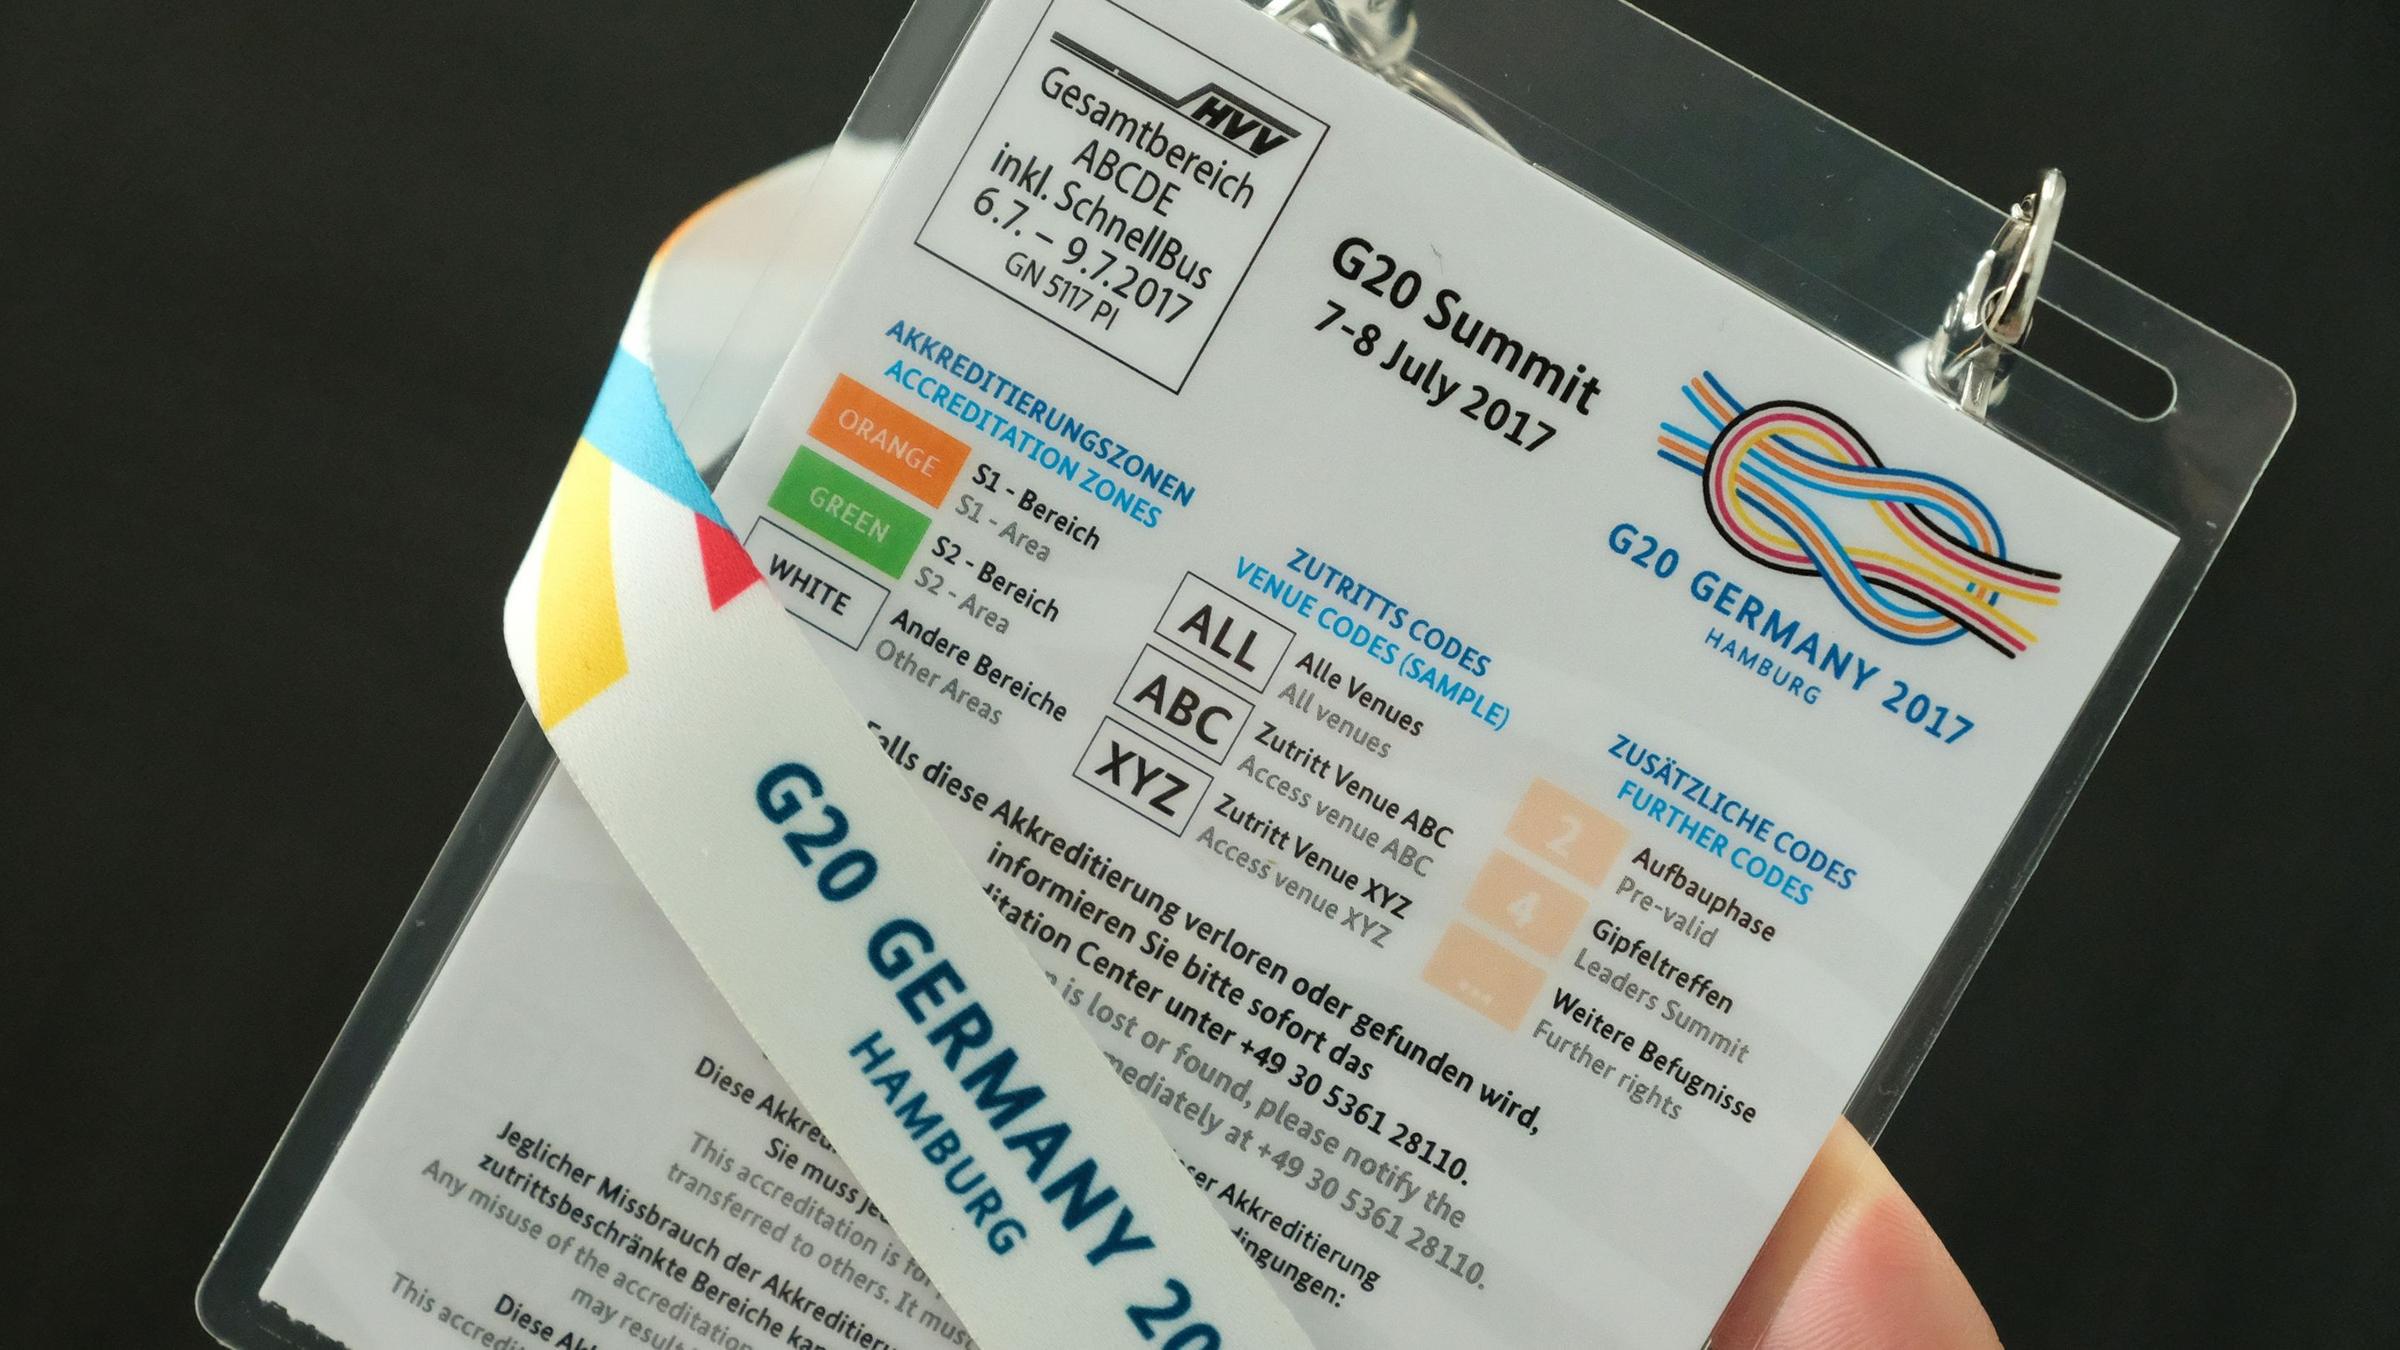 HVV
Gesamtbereich
ABCDE
inkl. SchnellBus
6.7. – 9.7.2017
GN 5117 PI
G20 Summit
7-8 July 2017
G20 GERMANY 2017
HAMBURG
AKKREDITIERUNGSZONEN
ACCREDITATION ZONES
ORANGE
S1 - Bereich
S1 - Area
GREEN
S2 - Bereich
S2 - Area
WHITE
Andere Bereiche
Other Areas
ZUTRITTS CODES
VENUE CODES (SAMPLE)
ALL
Alle Venues
All venues
ABC
Zutritt Venue ABC
Access venue ABC
XYZ
Zutritt Venue XYZ
Access venue XYZ
ZUSÄTZLICHE CODES
FURTHER CODES
2
Aufbauphase
Pre-valid
4
Gipfeltreffen
Leaders Summit
...
Weitere Befugnisse
Further rights
Falls diese Akkreditierung verloren oder gefunden wird,
informieren Sie bitte sofort das
Center unter +49 30 5361 28110.
is lost or found, please notify the
at +49 30 5361 28110.
Akkreditierung
Diese
Sie muss
This accreditation is
transferred to others. It
Jeglicher Missbrauch der
zutrittsbeschränkte Bereiche
Any misuse of the accreditation
may result
Diese
This
G20 GERMANY
HAMBURG